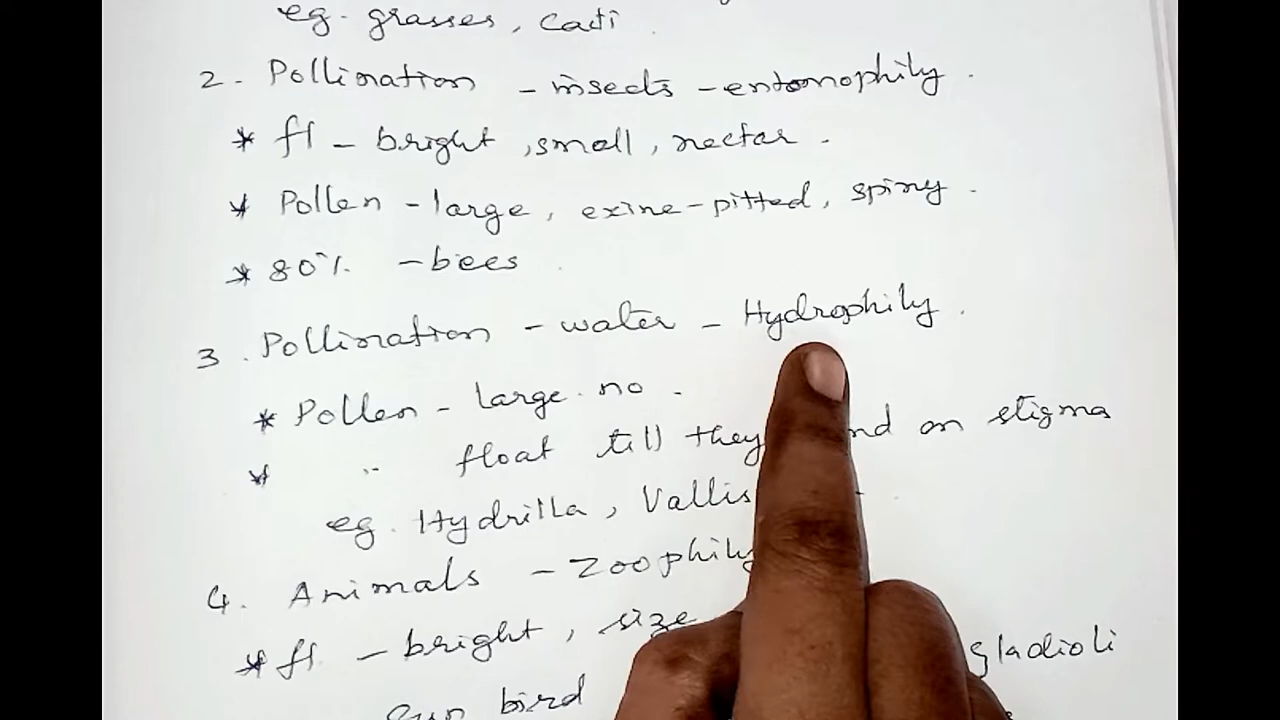 eg. grasses, Cacti.
2. Pollination - insects - entomophily.
* fl - bright, small, nectar.
* Pollen - large, exine-pitted, spiny.
* 80% - bees
3. Pollination - water - Hydrophily.
* Pollen - large. no.
* " float till they on stigma
eg. Hydrilla,
4. Animals - Zoophily
* fl - bright, size gladioli
Sun bird